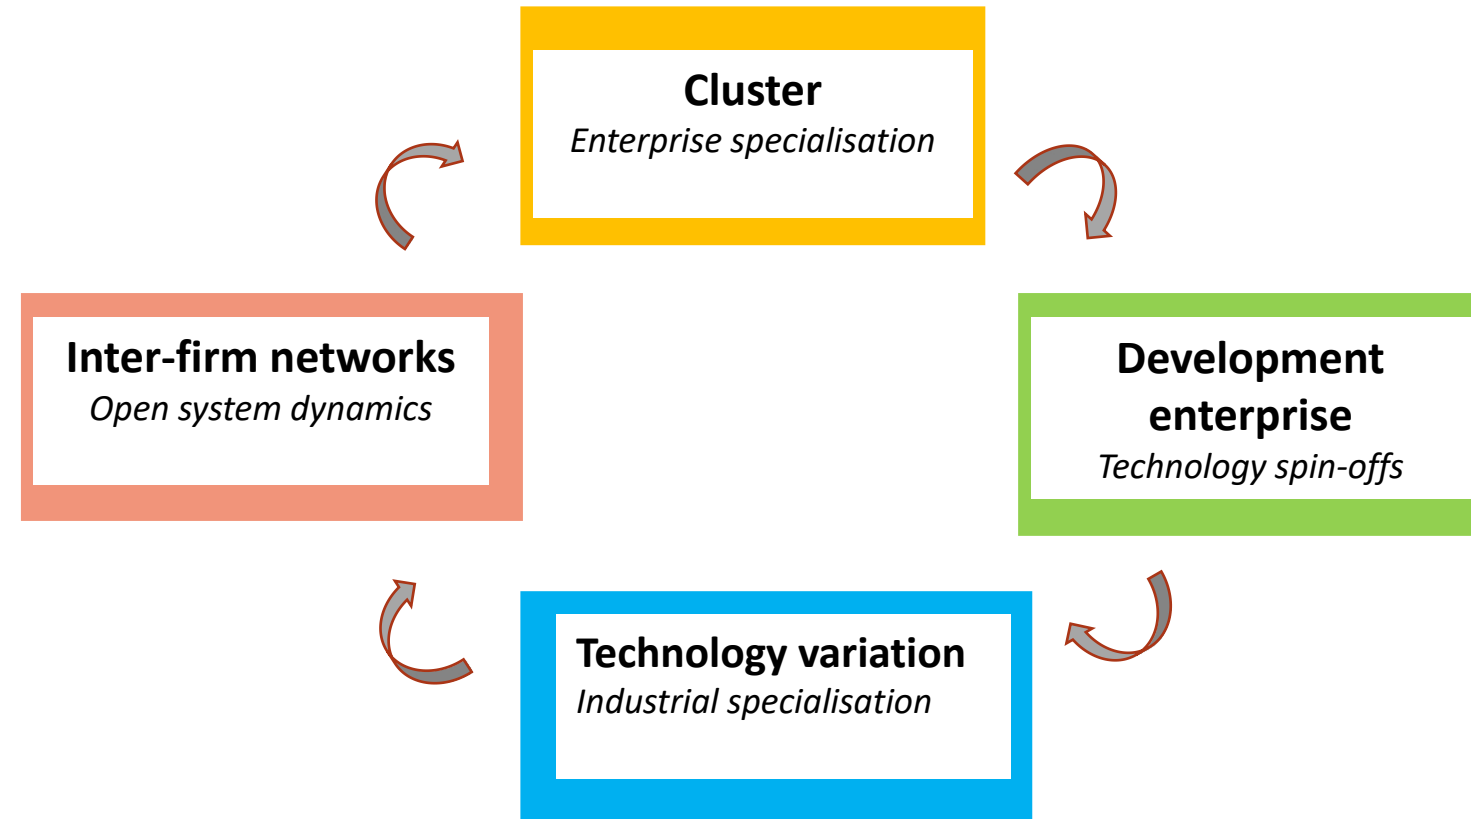 Cluster
Enterprise specialisation
Inter-firm networks
Open system dynamics
Development
enterprise
Technology spin-offs
Technology variation
Industrial specialisation